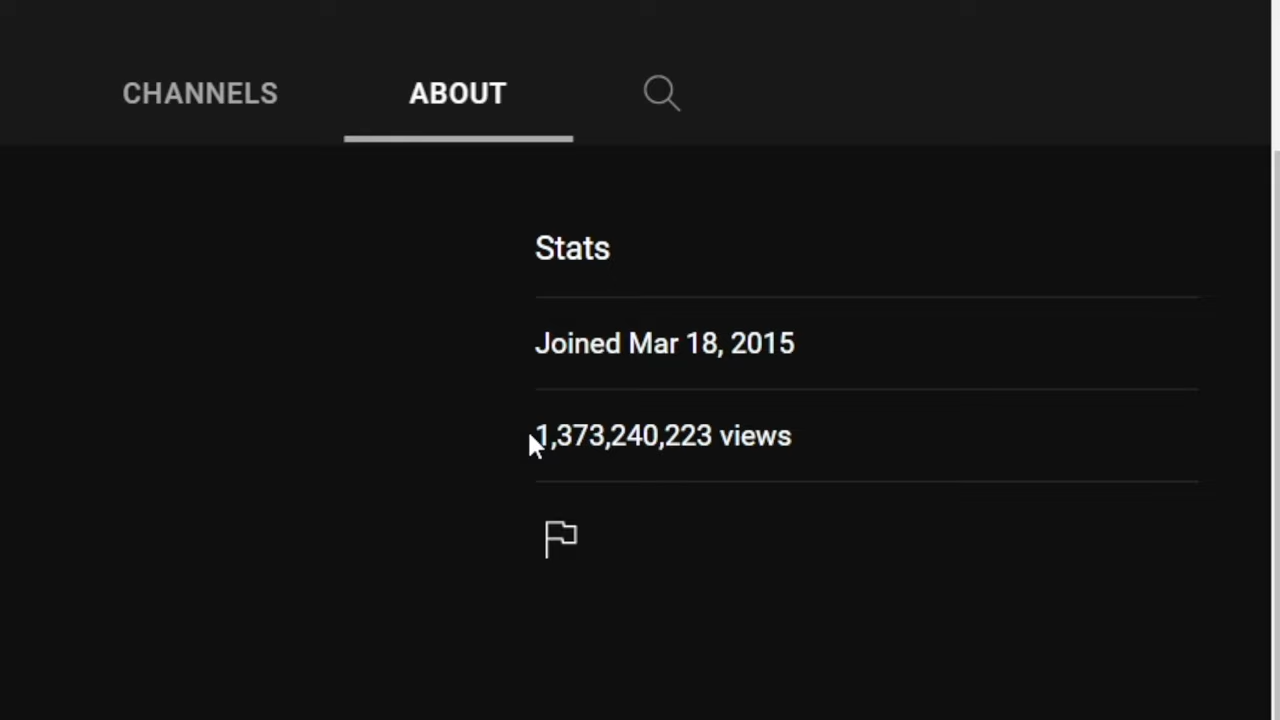 CHANNELS ABOUT
Stats
Joined Mar 18, 2015
1,373,240,223 views